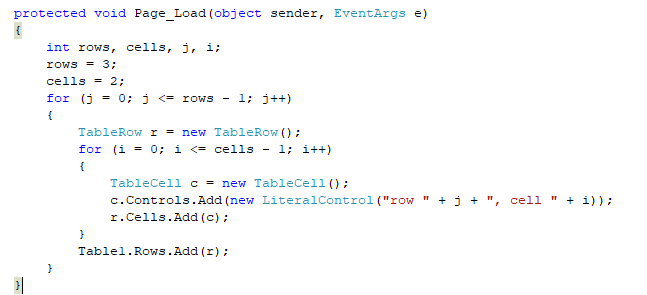 protected void Page_Load(object sender, EventArgs e)
{
    int rows, cells, j, i;
    rows = 3;
    cells = 2;
    for (j = 0; j <= rows - 1; j++)
    {
        TableRow r = new TableRow();
        for (i = 0; i <= cells - 1; i++)
        {
            TableCell c = new TableCell();
            c.Controls.Add(new LiteralControl("row " + j + ", cell " + i));
            r.Cells.Add(c);
        }
        Table1.Rows.Add(r);
    }
}